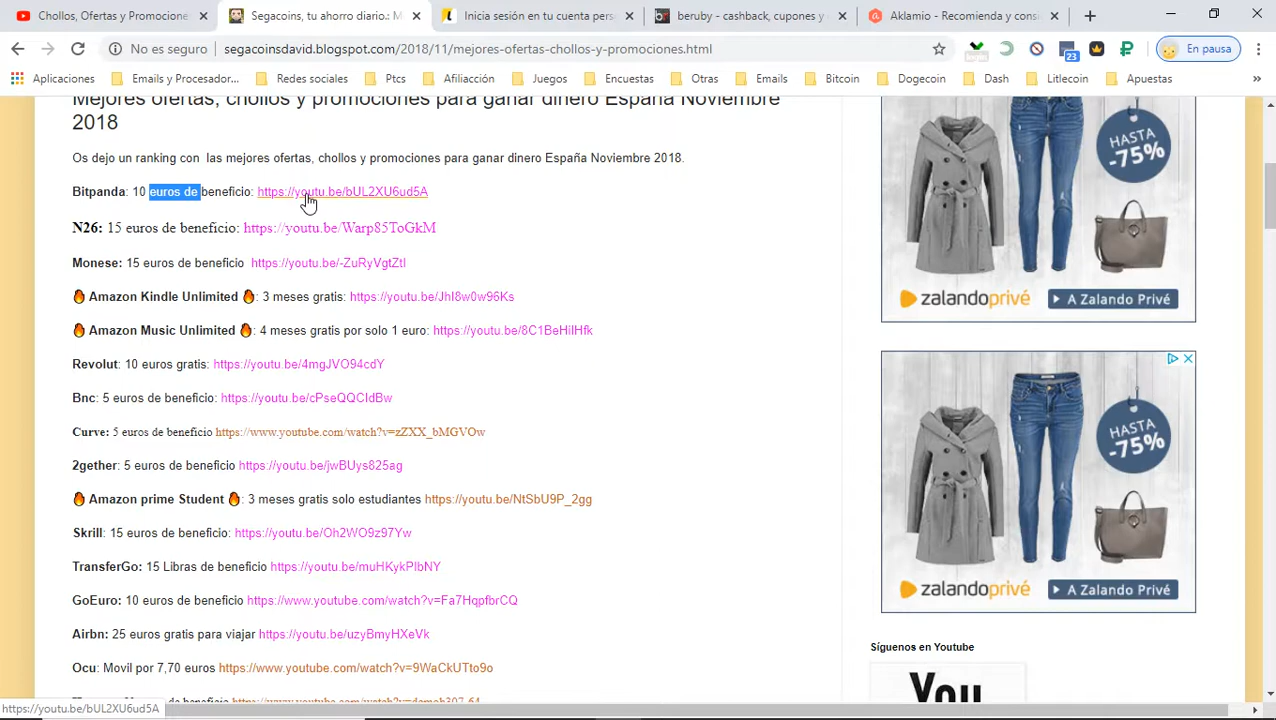 Chollos, Ofertas y Promociones
Segacoins, tu ahorro diario.: M
Inicia sesión en tu cuenta pers
beruby - cashback, cupones y
Aklamio - Recomienda y cons
No es seguro
segacoinsdavid.blogspot.com/2018/11/mejores-ofertas-chollos-y-promociones.html
23
En pausa
Aplicaciones
Emails y Procesador...
Redes sociales
Ptcs
Afiliacción
Juegos
Encuestas
Otros
Emails
Bitcoin
Dogecoin
Dash
Litlecoin
Apuestas
»
Mejores ofertas, chollos y promociones para ganar dinero España Noviembre
2018
Os dejo un ranking con las mejores ofertas, chollos y promociones para ganar dinero España Noviembre 2018.
Bitpanda: 10 euros de beneficio: https://youtu.be/bUL2XU6ud5A
N26: 15 euros de beneficio: https://youtu.be/Warp85ToGkM
Monese: 15 euros de beneficio https://youtu.be/-ZuRyVgtZtI
🔥 Amazon Kindle Unlimited 🔥: 3 meses gratis: https://youtu.be/JhI8w0w96Ks
🔥 Amazon Music Unlimited 🔥: 4 meses gratis por solo 1 euro: https://youtu.be/8C1BeHiIHfk
Revolut: 10 euros gratis: https://youtu.be/4mgJVO94cdY
Bnc: 5 euros de beneficio: https://youtu.be/cPseQQCIdBw
Curve: 5 euros de beneficio https://www.youtube.com/watch?v=zZXX_bMGVOw
2gether: 5 euros de beneficio https://youtu.be/jwBUys825ag
🔥 Amazon prime Student 🔥: 3 meses gratis solo estudiantes https://youtu.be/NtSbU9P_2gg
Skrill: 15 euros de beneficio: https://youtu.be/Oh2WO9z97Yw
TransferGo: 15 Libras de beneficio https://youtu.be/muHKykPlbNY
GoEuro: 10 euros de beneficio https://www.youtube.com/watch?v=Fa7HqpfbrCQ
Airbn: 25 euros gratis para viajar https://youtu.be/uzyBmyHXeVk
Ocu: Movil por 7,70 euros https://www.youtube.com/watch?v=9WaCkUTto9o
https://youtu.be/bUL2XU6ud5A
HASTA
-75%
zalandoprivé
A Zalando Privé
HASTA
-75%
zalandoprivé
A Zalando Privé
Síguenos en Youtube
You